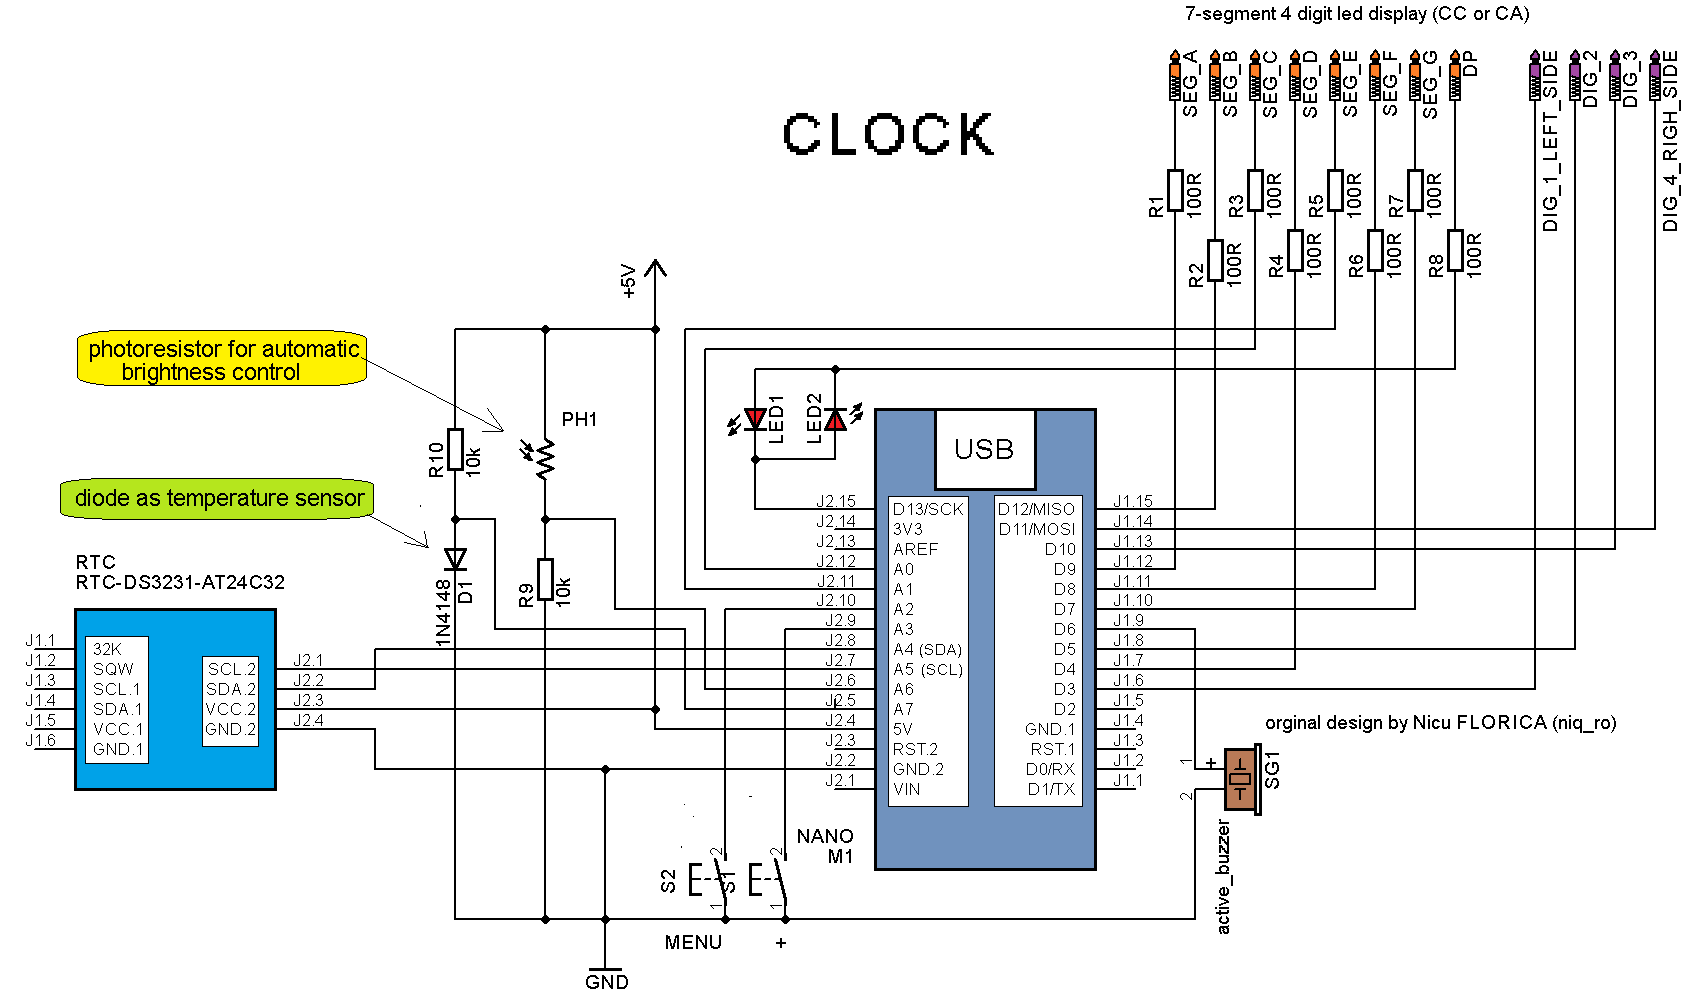 7-segment 4 digit led display (CC or CA)
SEG_A
SEG_B
SEG_C
SEG_D
SEG_E
SEG_F
SEG_G
DP
DIG_1_LEFT_SIDE
DIG_2
DIG_3
DIG_4_RIGH_SIDE
CLOCK
R1
100R
R2
100R
R3
100R
R4
100R
R5
100R
R6
100R
R7
100R
R8
100R
+5V
photoresistor for automatic
brightness control
PH1
R10
10k
diode as temperature sensor
1N4148
D1
R9
10k
LED1
LED2
RTC
RTC-DS3231-AT24C32
J1.1
J1.2
J1.3
J1.4
J1.5
J1.6
32K
SQW
SCL.1
SDA.1
VCC.1
GND.1
SCL.2
SDA.2
VCC.2
GND.2
J2.1
J2.2
J2.3
J2.4
USB
J2.15
J2.14
J2.13
J2.12
J2.11
J2.10
J2.9
J2.8
J2.7
J2.6
J2.5
J2.4
J2.3
J2.2
J2.1
D13/SCK
3V3
AREF
A0
A1
A2
A3
A4 (SDA)
A5 (SCL)
A6
A7
5V
RST.2
GND.2
VIN
D12/MISO
D11/MOSI
D10
D9
D8
D7
D6
D5
D4
D3
D2
GND.1
RST.1
D0/RX
D1/TX
J1.15
J1.14
J1.13
J1.12
J1.11
J1.10
J1.9
J1.8
J1.7
J1.6
J1.5
J1.4
J1.3
J1.2
J1.1
NANO
M1
orginal design by Nicu FLORICA (niq_ro)
1
+
2
SG1
active_buzzer
S2
2
1
S1
2
1
MENU
+
GND